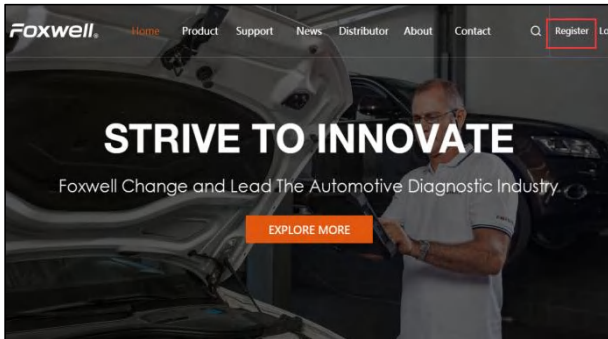 FOXWell®
Home Product Support News Distributor About Contact Register Lo
STRIVE TO INNOVATE
Foxwell Change and Lead The Automotive Diagnostic Industry
EXPLORE MORE